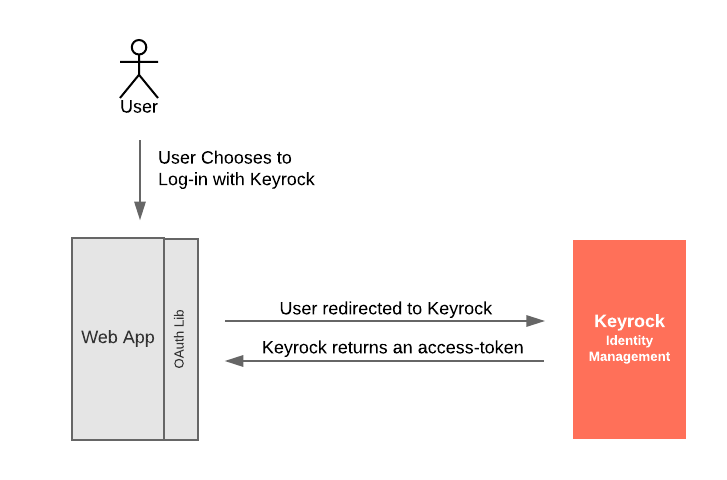 User
User Chooses to
Log-in with Keyrock
Web App
OAuth Lib
User redirected to Keyrock
Keyrock returns an access-token
Keyrock
Identity
Management